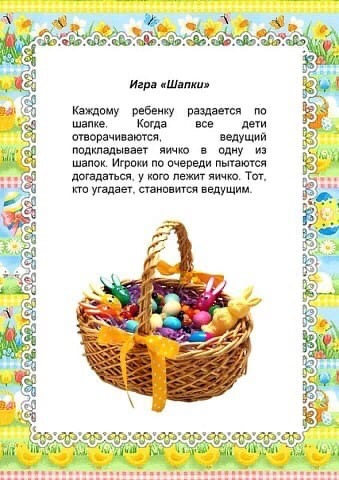 Игра «Шапки»
Каждому ребенку раздается по
шапке. Когда все дети
отворачиваются, ведущий
подкладывает яичко в одну из
шапок. Игроки по очереди пытаются
догадаться, у кого лежит яичко. Тот,
кто угадает, становится ведущим.